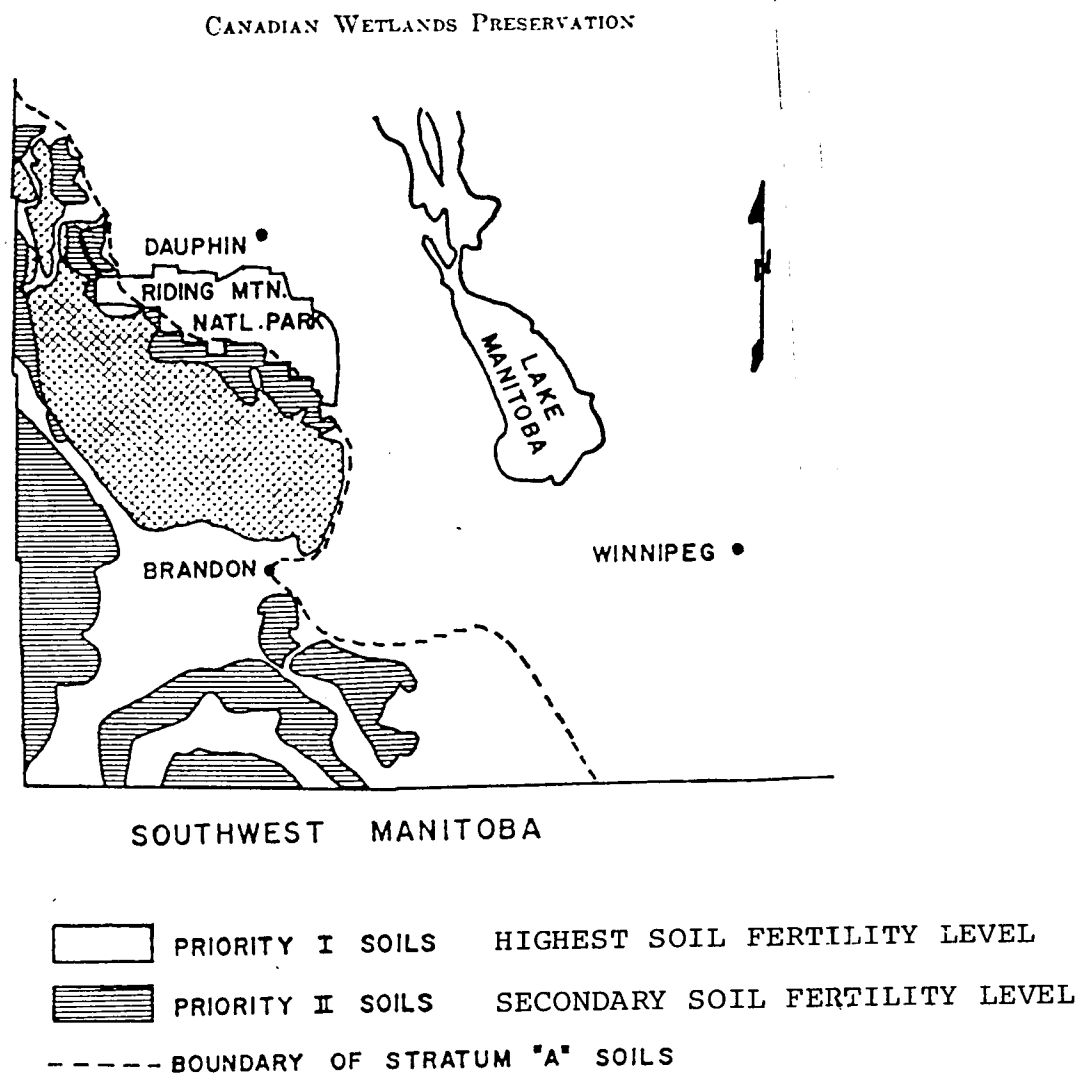 CANADIAN WETLANDS PRESERVATION
DAUPHIN
RIDING MTN.
NATL. PARK
LAKE
MANITOBA
N
WINNIPEG
BRANDON
SOUTHWEST MANITOBA
PRIORITY I SOILS HIGHEST SOIL FERTILITY LEVEL
PRIORITY II SOILS SECONDARY SOIL FERTILITY LEVEL
BOUNDARY OF STRATUM "A" SOILS